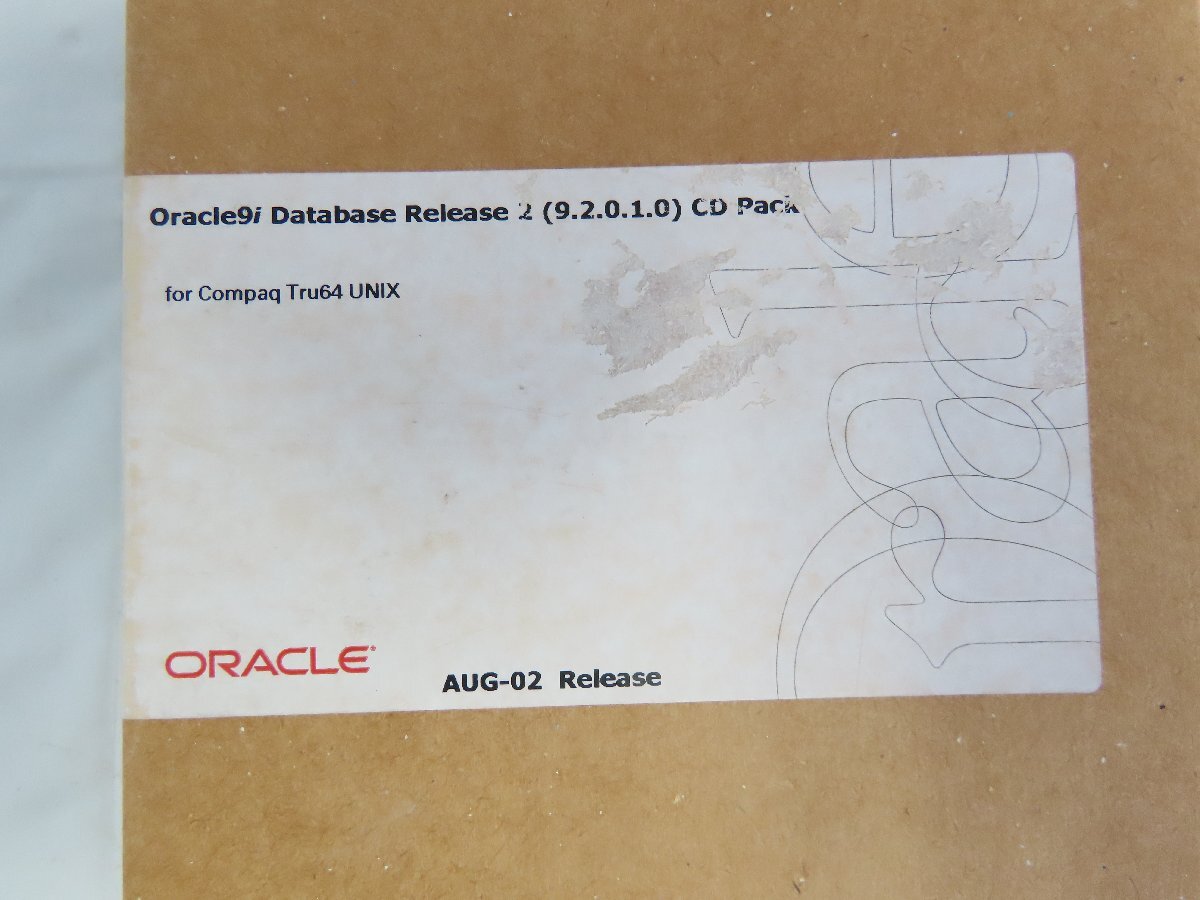 Oracle9i Database Release 2 (9.2.0.1.0) CD Pack
for Compaq Tru64 UNIX
oracle
ORACLE®
AUG-02 Release